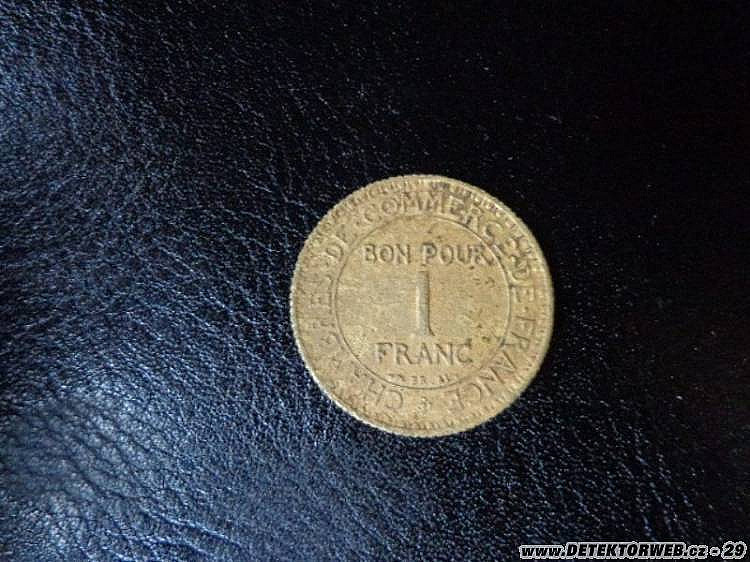 CHAMBRES · DE · COMMERCE · DE · FRANCE
BON POUR
1
FRANC
www.DETEKTORWEB.cz - 29